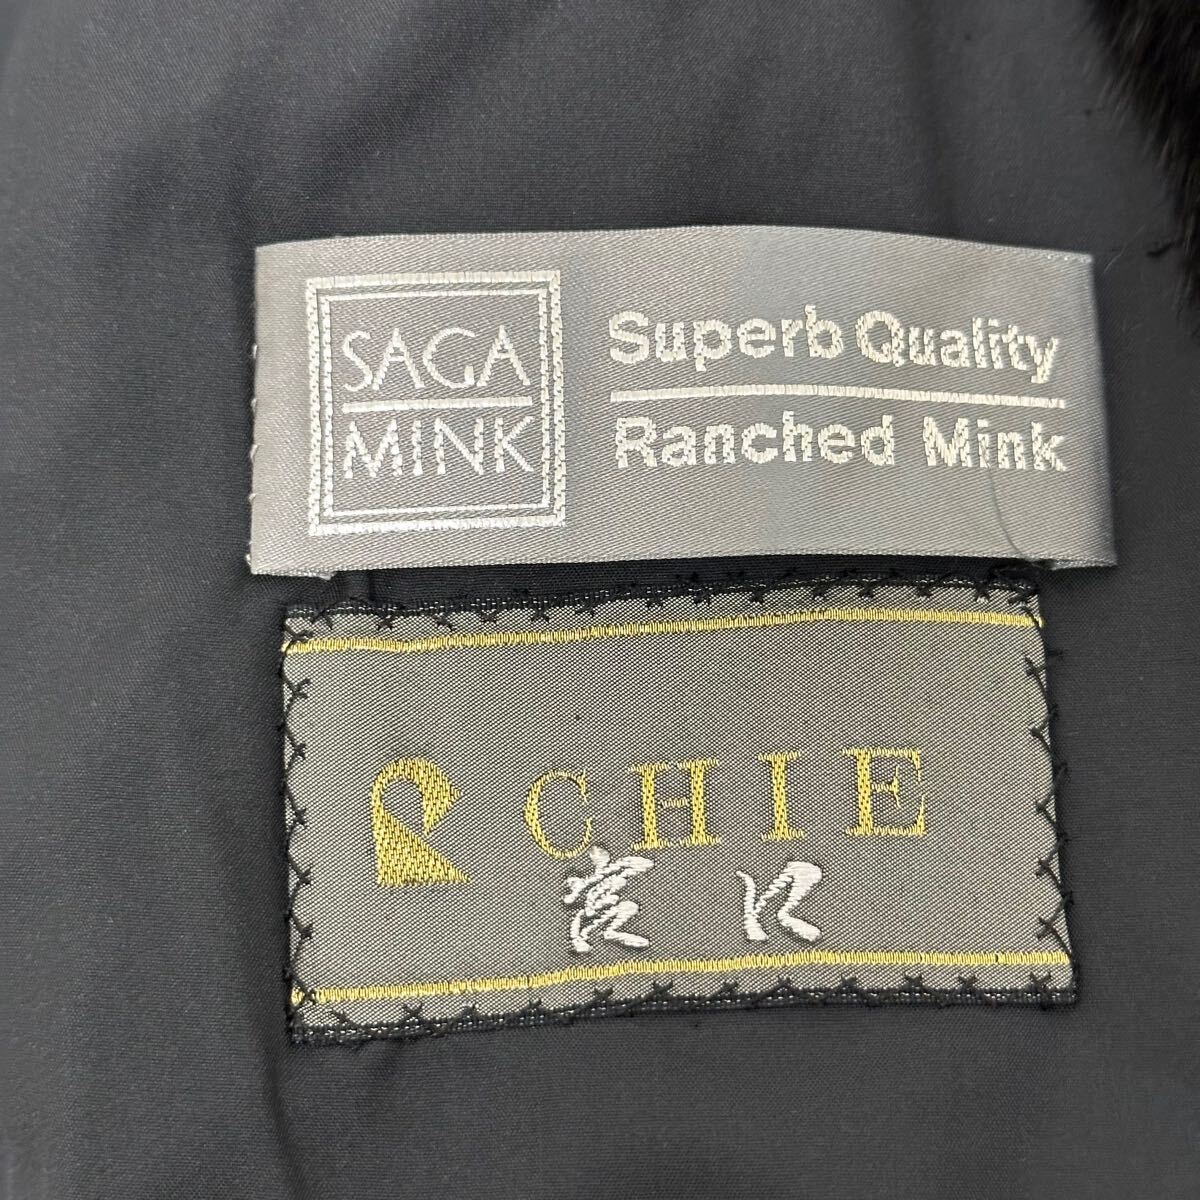 SAGA
MINK
Superb Quality
Ranched Mink
CHIE